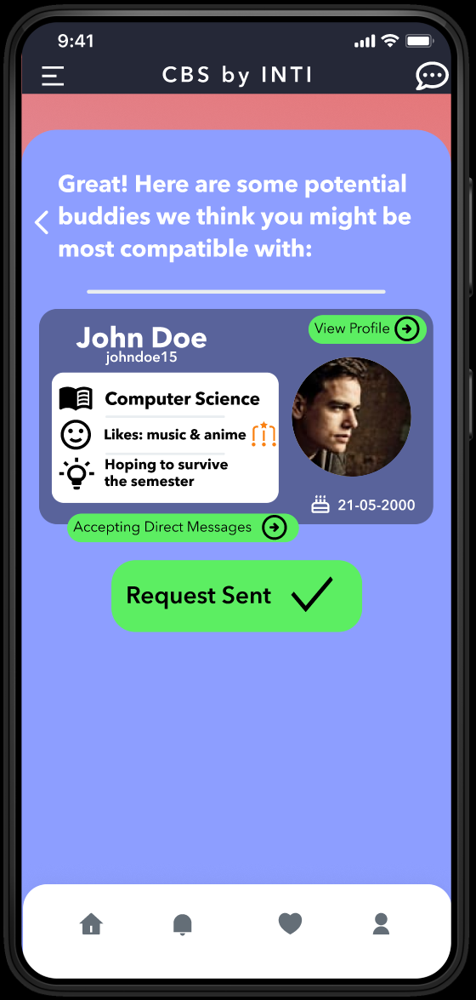 9:41
CBS by INTI
Great! Here are some potential
buddies we think you might be
most compatible with:
View Profile
John Doe
johndoe15
Computer Science
Likes: music & anime
Hoping to survive
the semester
21-05-2000
Accepting Direct Messages
Request Sent